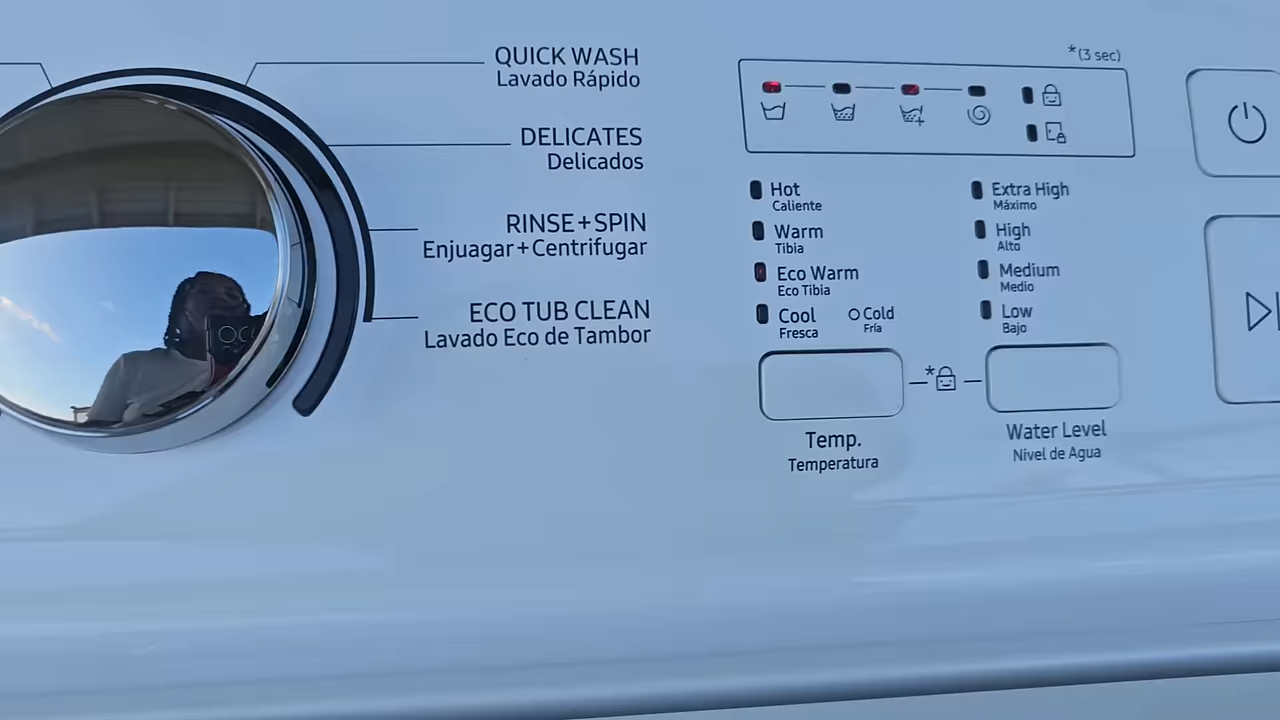 QUICK WASH
Lavado Rápido
DELICATES
Delicados
RINSE+SPIN
Enjuagar+Centrifugar
ECO TUB CLEAN
Lavado Eco de Tambor
*(3 sec)
Hot
Caliente
Warm
Tibia
Eco Warm
Eco Tibia
Cool
Fresca
Cold
Fría
Extra High
Máximo
High
Alto
Medium
Medio
Low
Bajo
*
Temp.
Temperatura
Water Level
Nivel de Agua